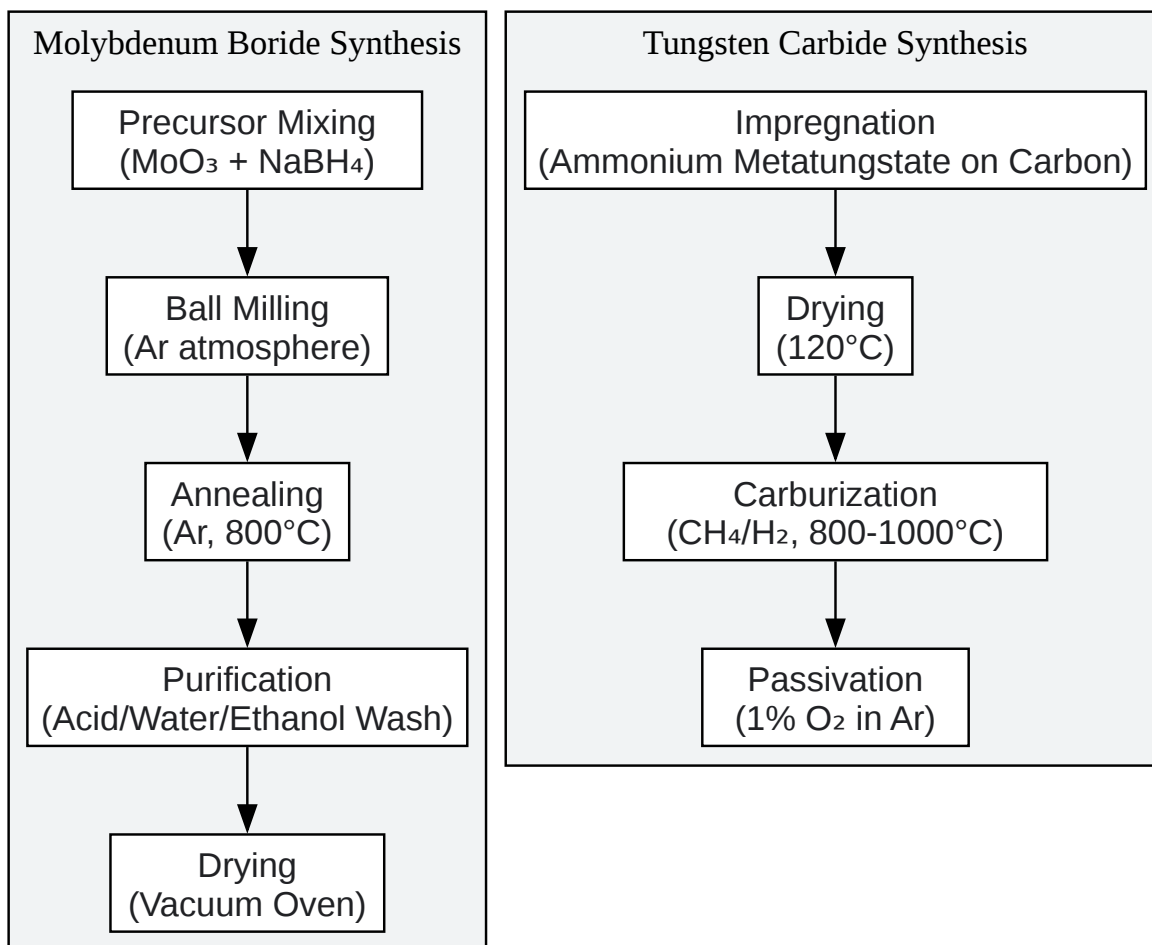 Molybdenum Boride Synthesis
Precursor Mixing
(MoO₃ + NaBH₄)
Ball Milling
(Ar atmosphere)
Annealing
(Ar, 800°C)
Purification
(Acid/Water/Ethanol Wash)
Drying
(Vacuum Oven)
Tungsten Carbide Synthesis
Impregnation
(Ammonium Metatungstate on Carbon)
Drying
(120°C)
Carburization
(CH₄/H₂, 800-1000°C)
Passivation
(1% O₂ in Ar)